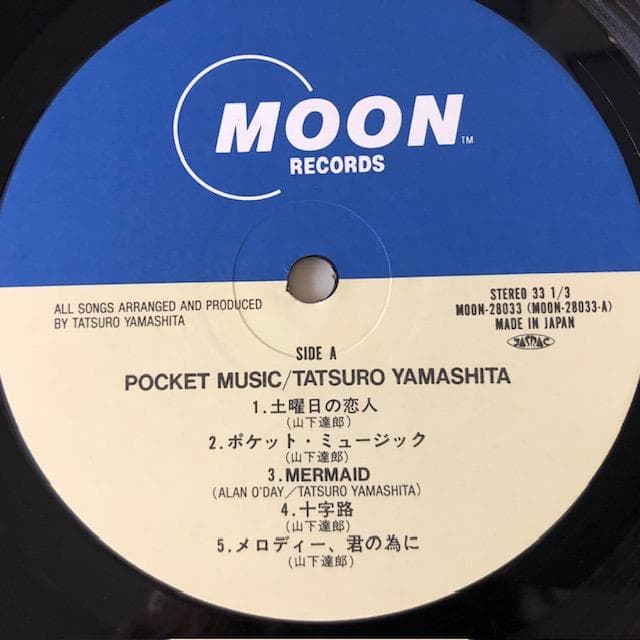 MOON™
RECORDS
ALL SONGS ARRANGED AND PRODUCED
BY TATSURO YAMASHITA
STEREO 33 1/3
MOON-28033 (MOON-28033-A)
MADE IN JAPAN
JASRAC
SIDE A
POCKET MUSIC/TATSURO YAMASHITA
1.土曜日の恋人
(山下達郎)
2.ポケット・ミュージック
(山下達郎)
3.MERMAID
(ALAN O'DAY/TATSURO YAMASHITA)
4.十字路
(山下達郎)
5.メロディー、君の為に
(山下達郎)